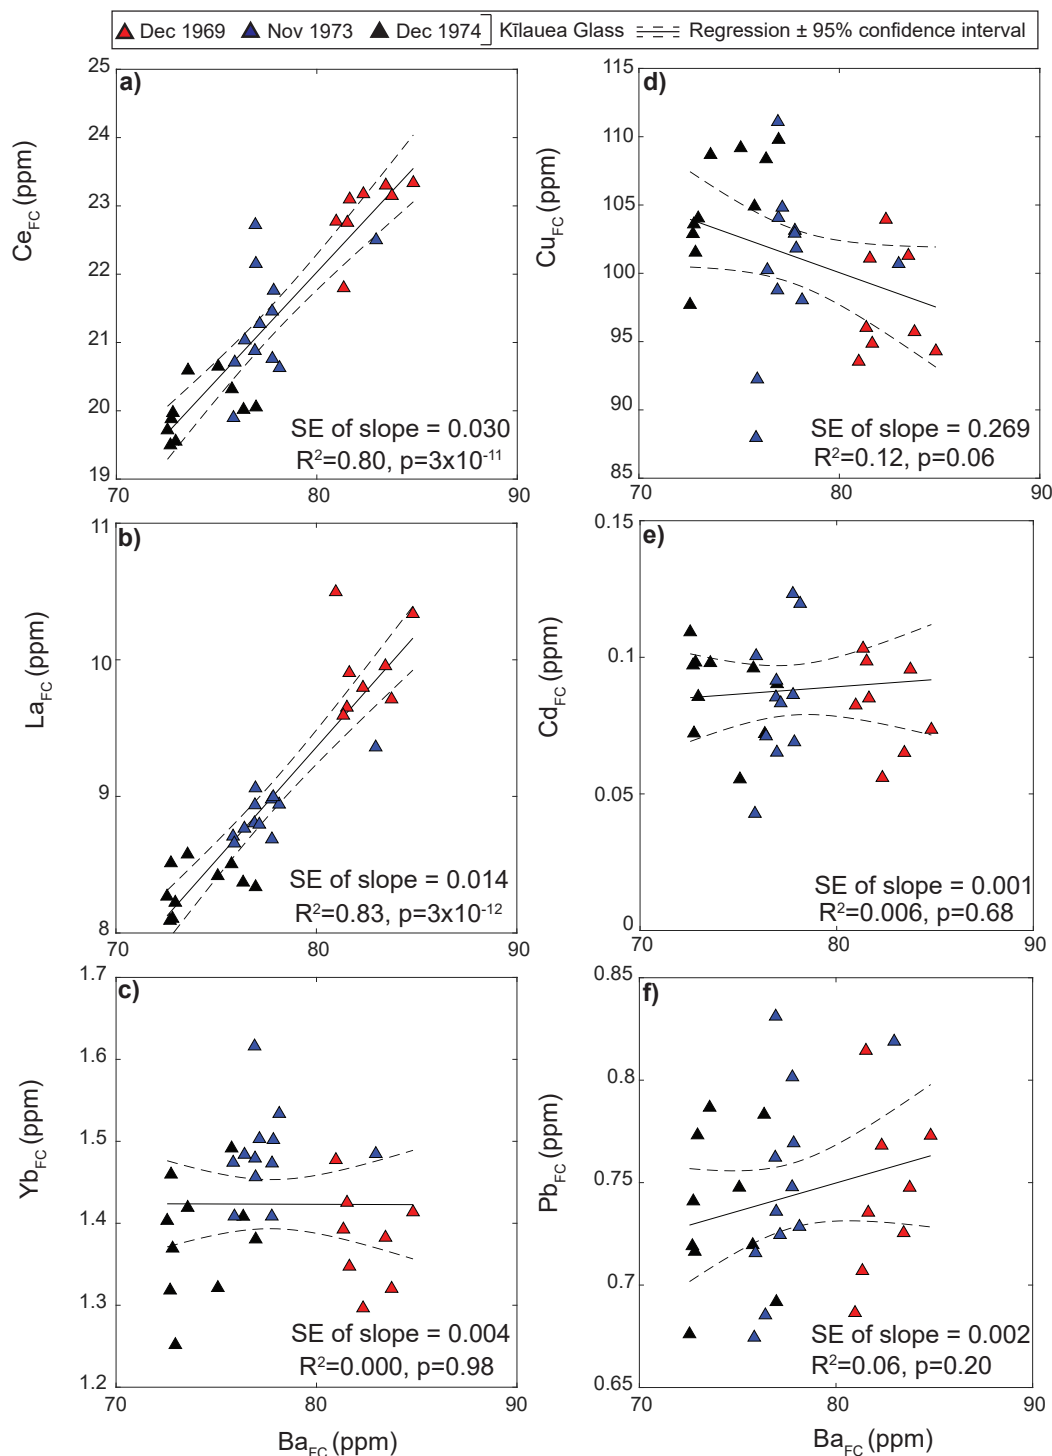 Dec 1969 Nov 1973 Dec 1974 Kīlauea Glass Regression ± 95% confidence interval
a)
25
24
23
22
21
20
19
70 80 90
Ce_FC (ppm)
SE of slope = 0.030
R²=0.80, p=3x10⁻¹¹
d)
115
110
105
100
95
90
85
70 80 90
Cu_FC (ppm)
SE of slope = 0.269
R²=0.12, p=0.06
b)
11
10
9
8
70 80 90
La_FC (ppm)
SE of slope = 0.014
R²=0.83, p=3x10⁻¹²
e)
0.15
0.1
0.05
0
70 80 90
Cd_FC (ppm)
SE of slope = 0.001
R²=0.006, p=0.68
c)
1.7
1.6
1.5
1.4
1.3
1.2
70 80 90
Yb_FC (ppm)
SE of slope = 0.004
R²=0.000, p=0.98
Ba_FC (ppm)
f)
0.85
0.8
0.75
0.7
0.65
70 80 90
Pb_FC (ppm)
SE of slope = 0.002
R²=0.06, p=0.20
Ba_FC (ppm)